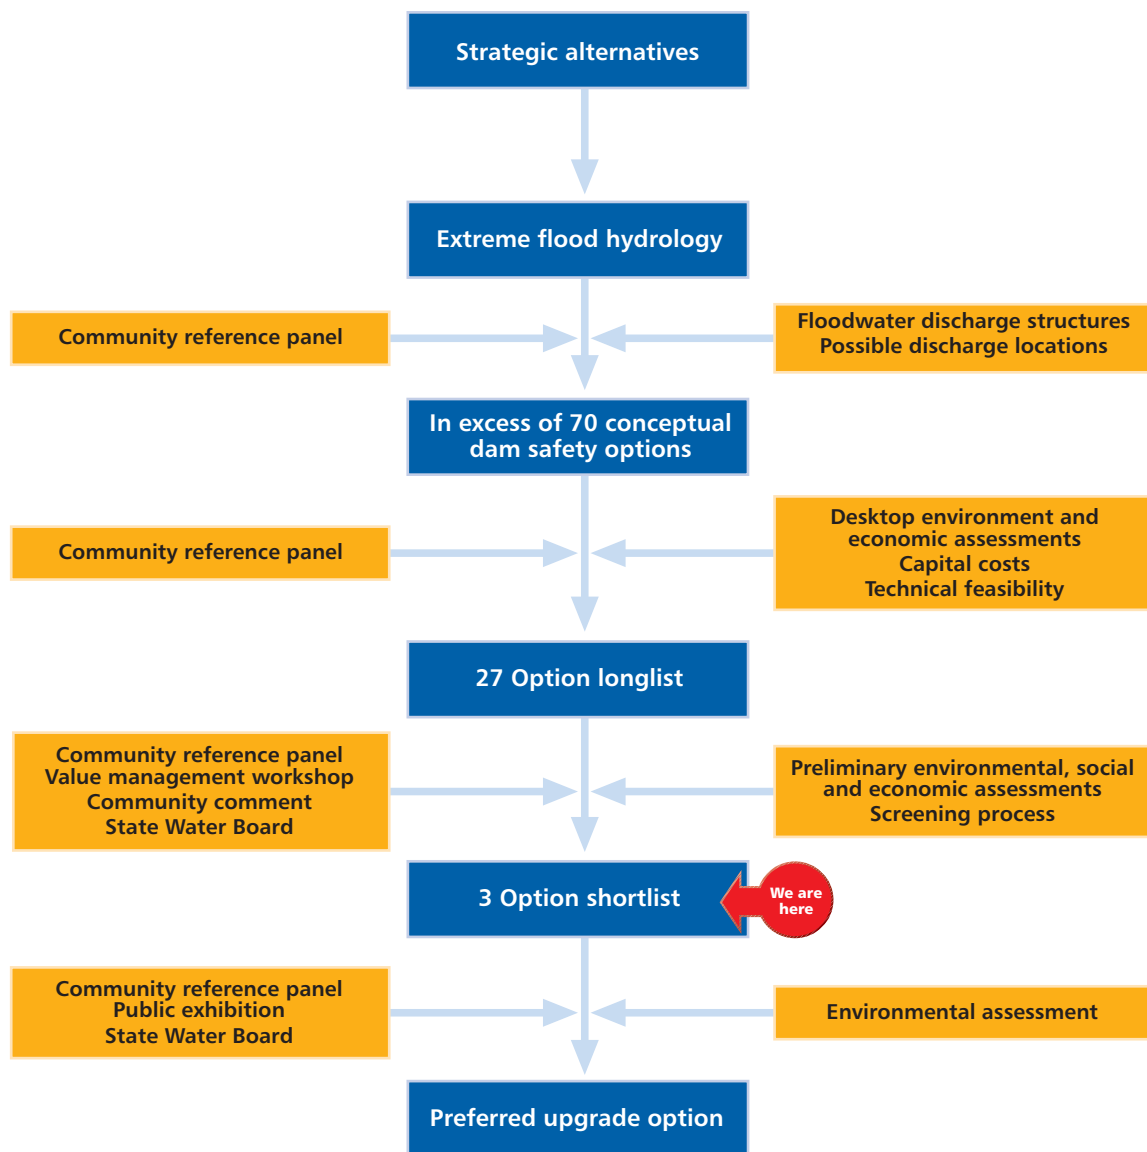 Strategic alternatives
Extreme flood hydrology
Community reference panel
Floodwater discharge structures
Possible discharge locations
In excess of 70 conceptual
dam safety options
Community reference panel
Desktop environment and
economic assessments
Capital costs
Technical feasibility
27 Option longlist
Community reference panel
Value management workshop
Community comment
State Water Board
Preliminary environmental, social
and economic assessments
Screening process
3 Option shortlist
We are
here
Community reference panel
Public exhibition
State Water Board
Environmental assessment
Preferred upgrade option